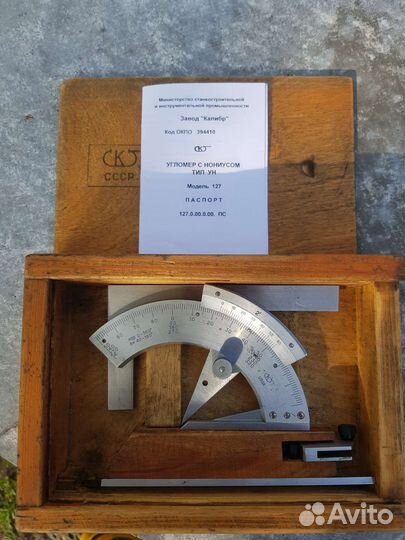 Министерство станкостроительной
и инструментальной промышленности
Завод "Калибр"
Код ОКПО 394410
УГЛОМЕР С НОНИУСОМ
ТИП УН
Модель 127
ПАСПОРТ
127.0.00.0.00. ПС
СССР
Avito